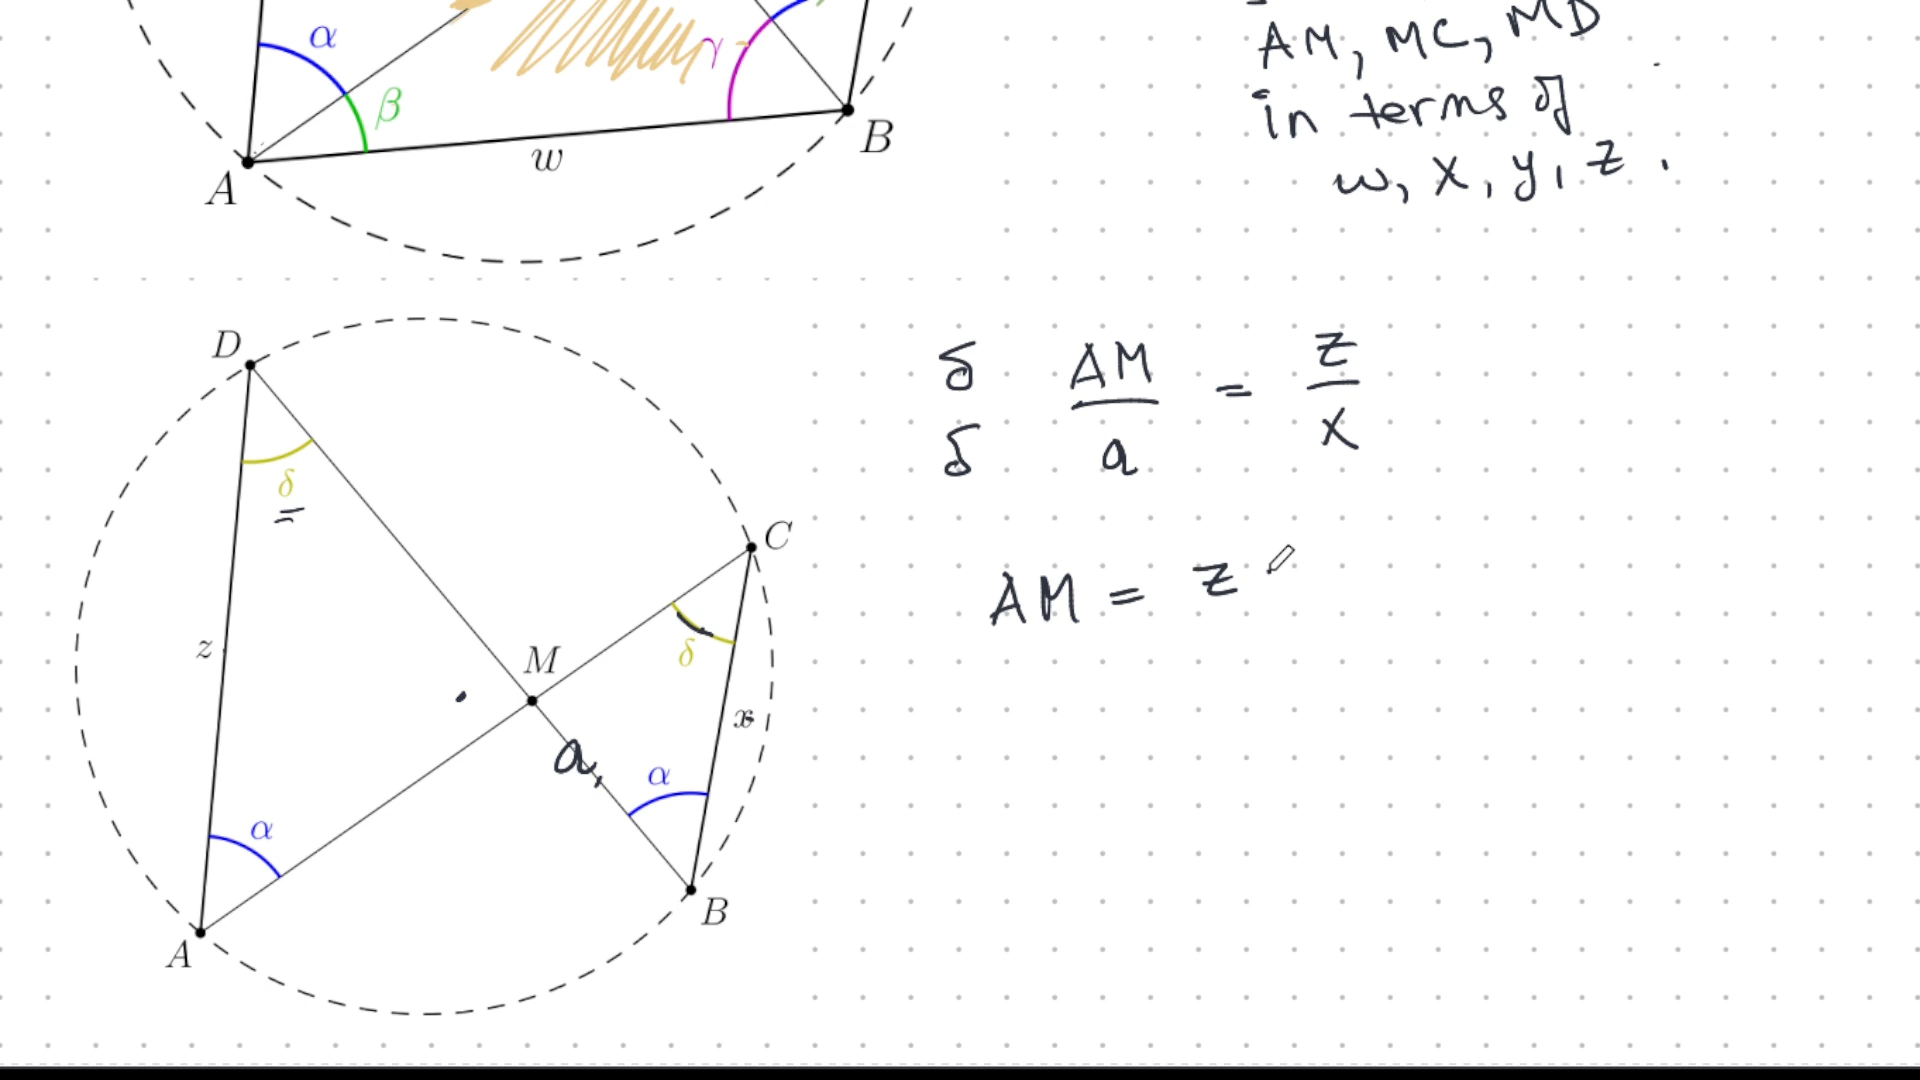 α
β
γ
w
A
B
AM, MC, MD
in terms of
w, x, y, z.
D
δ
C
z
M
δ
x
a
α
α
A
B
δ AM = z
δ a x
AM = z